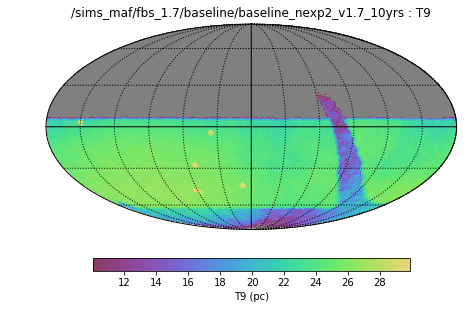 /sims_maf/fbs_1.7/baseline/baseline_nexp2_v1.7_10yrs : T9
12 14 16 18 20 22 24 26 28
T9 (pc)